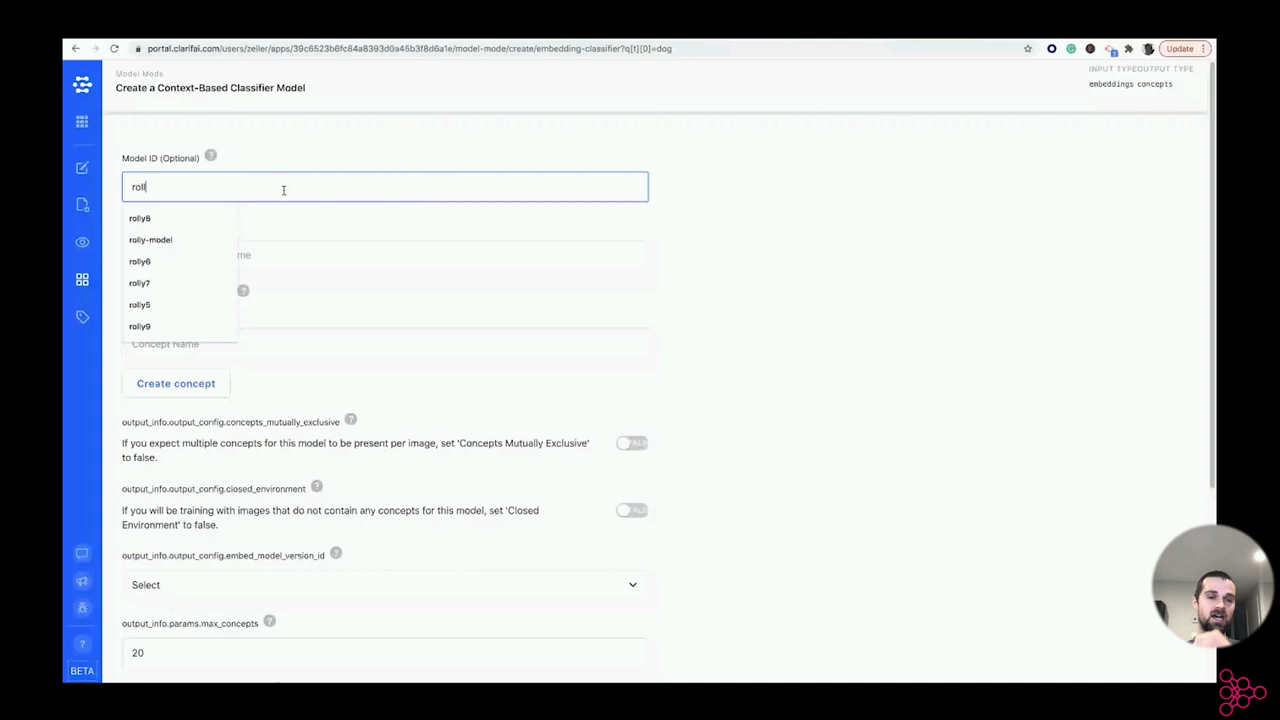 portal.clarifai.com/users/zeller/apps/39c6523b6fc84a8393d0a45b3f8d6a1e/model-mode/create/embedding-classifier?q[t][0]=dog
Update
Model Mode
Create a Context-Based Classifier Model
INPUT TYPE OUTPUT TYPE
embeddings concepts
Model ID (Optional) ?
roll
rolly8
rolly-model
me
rolly6
rolly7
?
rolly5
rolly9
Concept Name
Create concept
output_info.output_config.concepts_mutually_exclusive ?
If you expect multiple concepts for this model to be present per image, set 'Concepts Mutually Exclusive'
to false.
output_info.output_config.closed_environment ?
If you will be training with images that do not contain any concepts for this model, set 'Closed
Environment' to false.
output_info.output_config.embed_model_version_id ?
Select
output_info.params.max_concepts ?
20
?
BETA